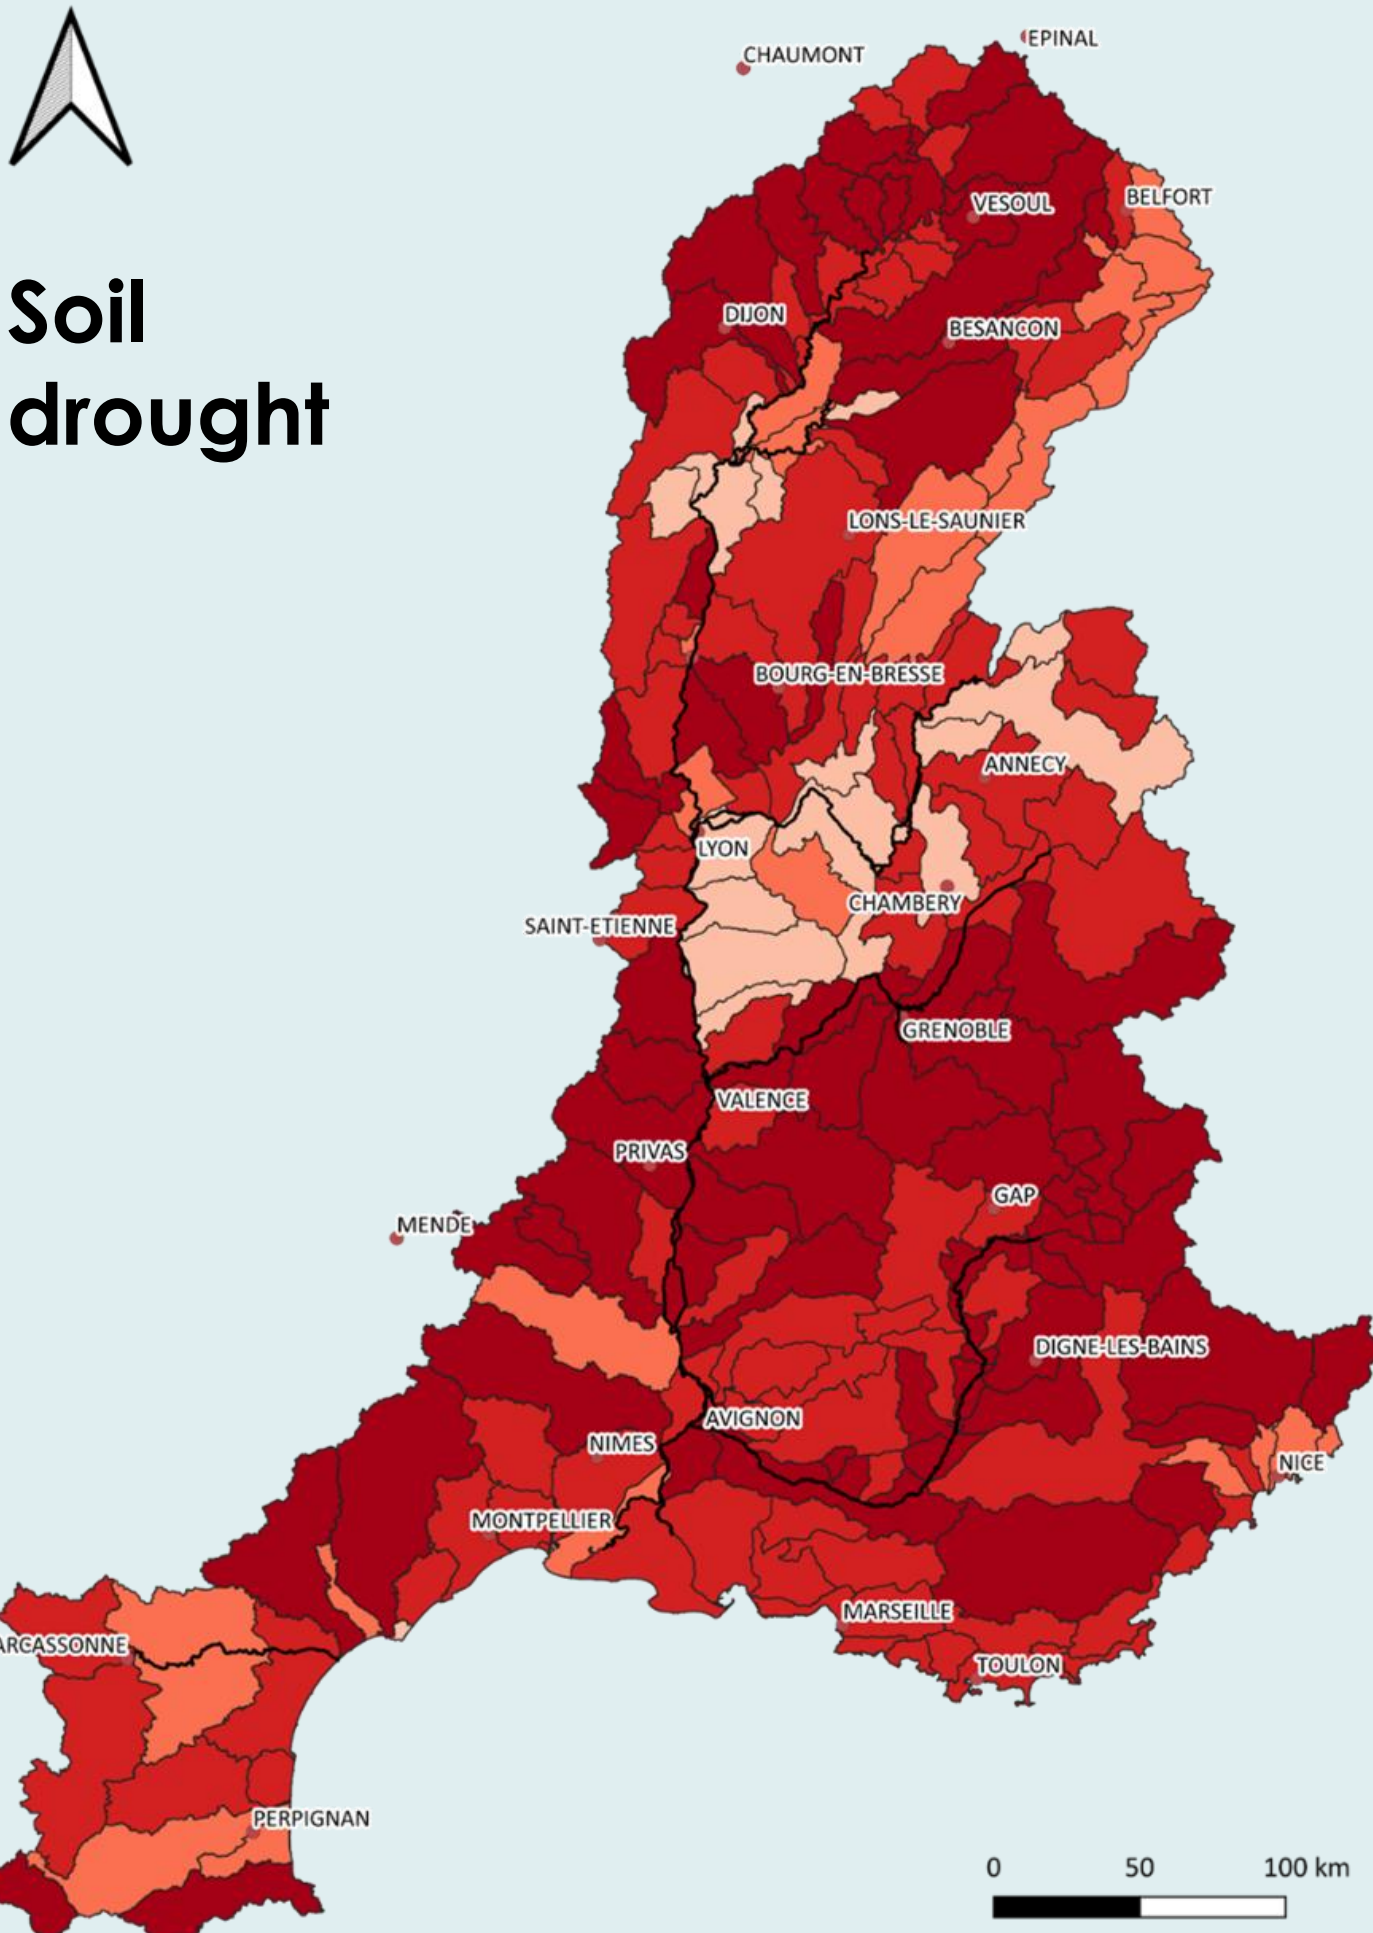 EPINAL
CHAUMONT
BELFORT
VESOUL
Soil
drought
DIJON
BESANCON
LONS-LE-SAUNIER
BOURG-EN-BRESSE
ANNECY
LYON
CHAMBERY
SAINT-ETIENNE
GRENOBLE
VALENCE
PRIVAS
GAP
MENDE
DIGNE-LES-BAINS
AVIGNON
NIMES
NICE
MONTPELLIER
MARSEILLE
ARCASSONNE
TOULON
PERPIGNAN
0 50 100 km